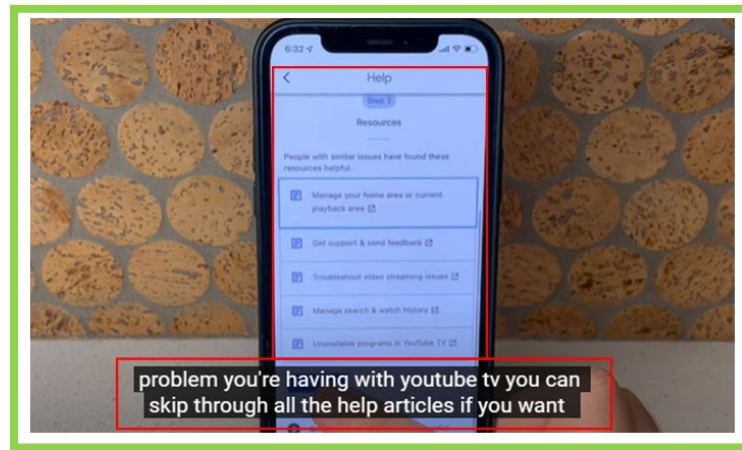 6:32
Help
Step 2
Resources
People with similar issues have found these
resources helpful.
Manage your home area or current
playback area
Get support & send feedback
Troubleshoot video streaming issues
Manage search & watch history
Unavailable programs in YouTube TV
problem you're having with youtube tv you can
skip through all the help articles if you want